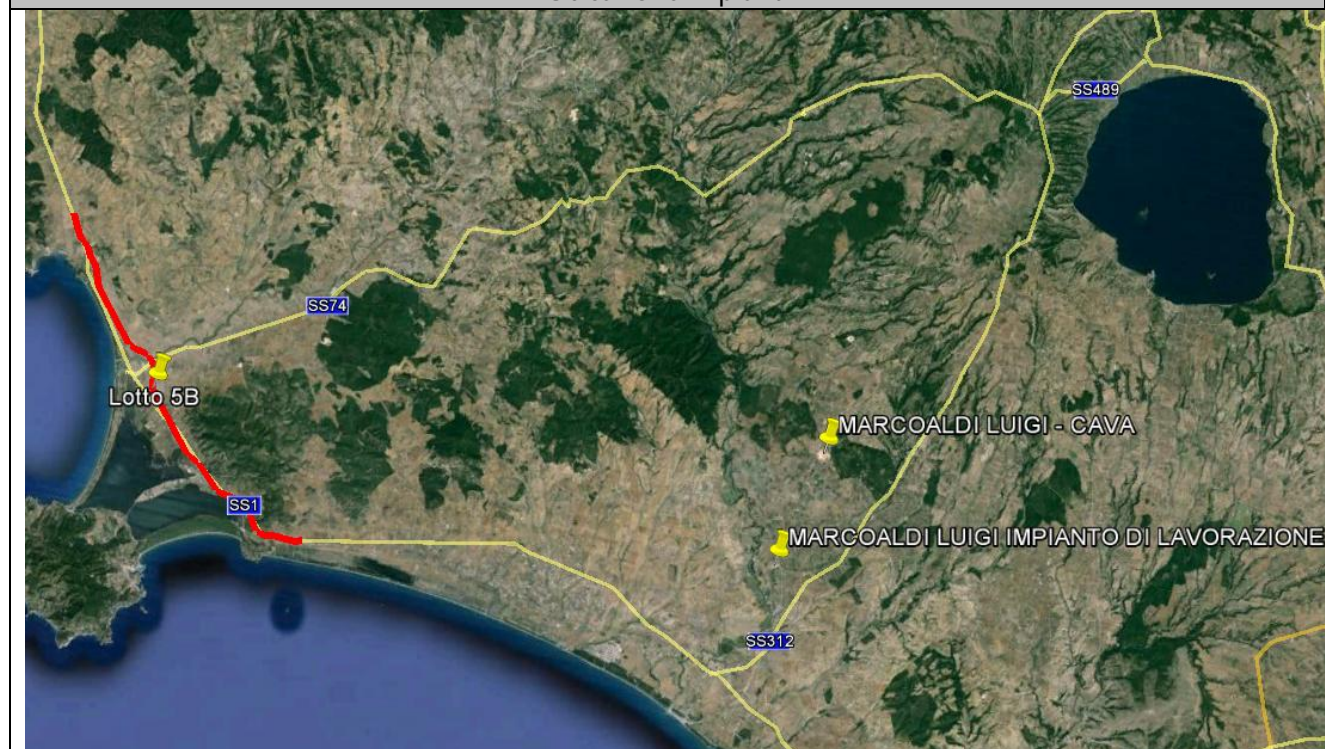 SS489
SS74
Lotto 5B
MARCOALDI LUIGI - CAVA
SS1
MARCOALDI LUIGI IMPIANTO DI LAVORAZIONE
SS312